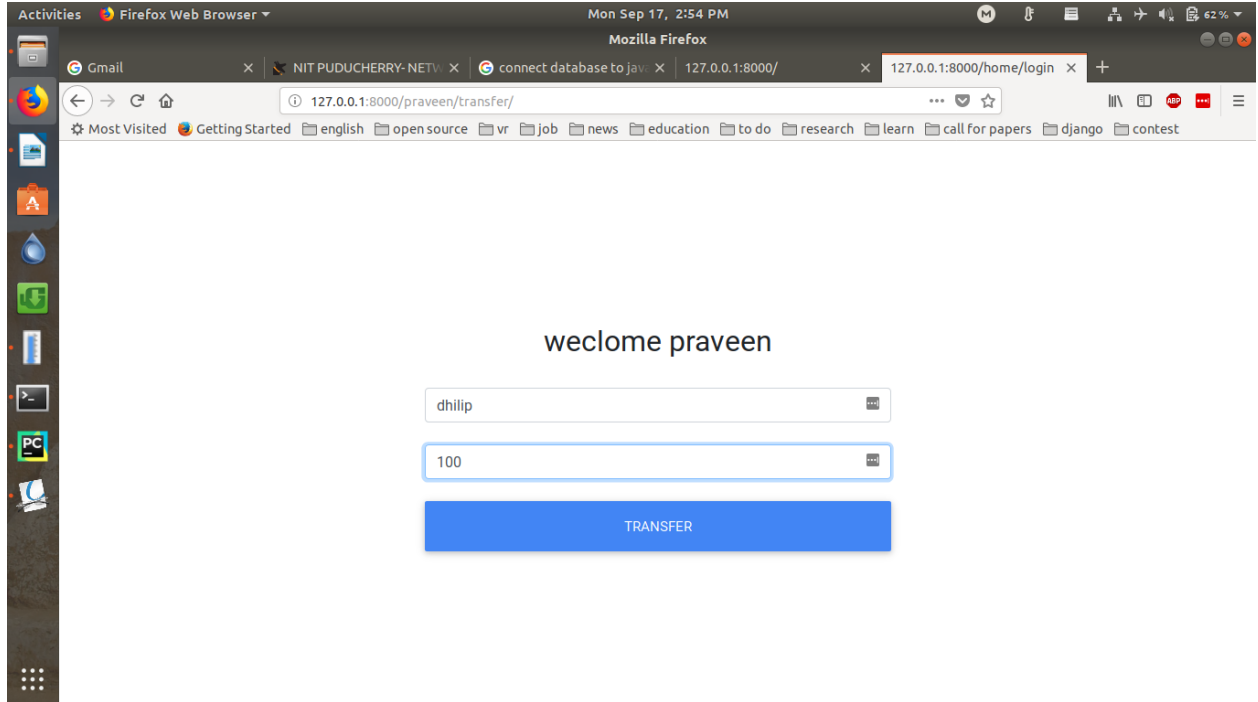 Activities Firefox Web Browser Mon Sep 17, 2:54 PM M 62 %
Mozilla Firefox
Gmail NIT PUDUCHERRY- NETW connect database to java 127.0.0.1:8000/ 127.0.0.1:8000/home/login
127.0.0.1:8000/praveen/transfer/ ABP
Most Visited Getting Started english open source vr job news education to do research learn call for papers django contest
weclome praveen
dhilip
100
PC
TRANSFER